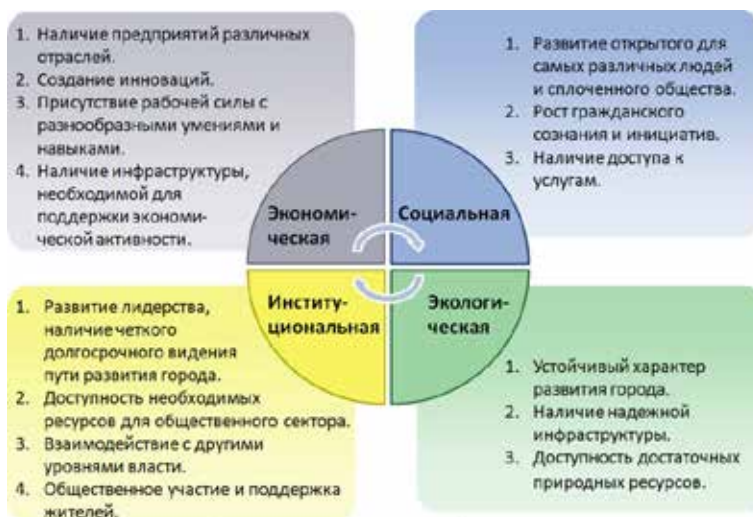 1. Наличие предприятий различных
отраслей.
2. Создание инноваций.
3. Присутствие рабочей силы с
разнообразными умениями и
навыками.
4. Наличие инфраструктуры,
необходимой для
поддержки экономи-
ческой активности.
Экономи-
ческая
1. Развитие открытого для
самых различных людей
и сплоченного общества.
2. Рост гражданского
сознания и инициатив.
3. Наличие доступа к
услугам.
Социальная
1. Развитие лидерства,
наличие четкого
долгосрочного видения
пути развития города.
2. Доступность необходимых
ресурсов для общественного сектора.
3. Взаимодействие с другими
уровнями власти.
4. Общественное участие и поддержка
жителей.
Институ-
циональная
Экологи-
ческая
1. Устойчивый характер
развития города.
2. Наличие надежной
инфраструктуры.
3. Доступность достаточных
природных ресурсов.